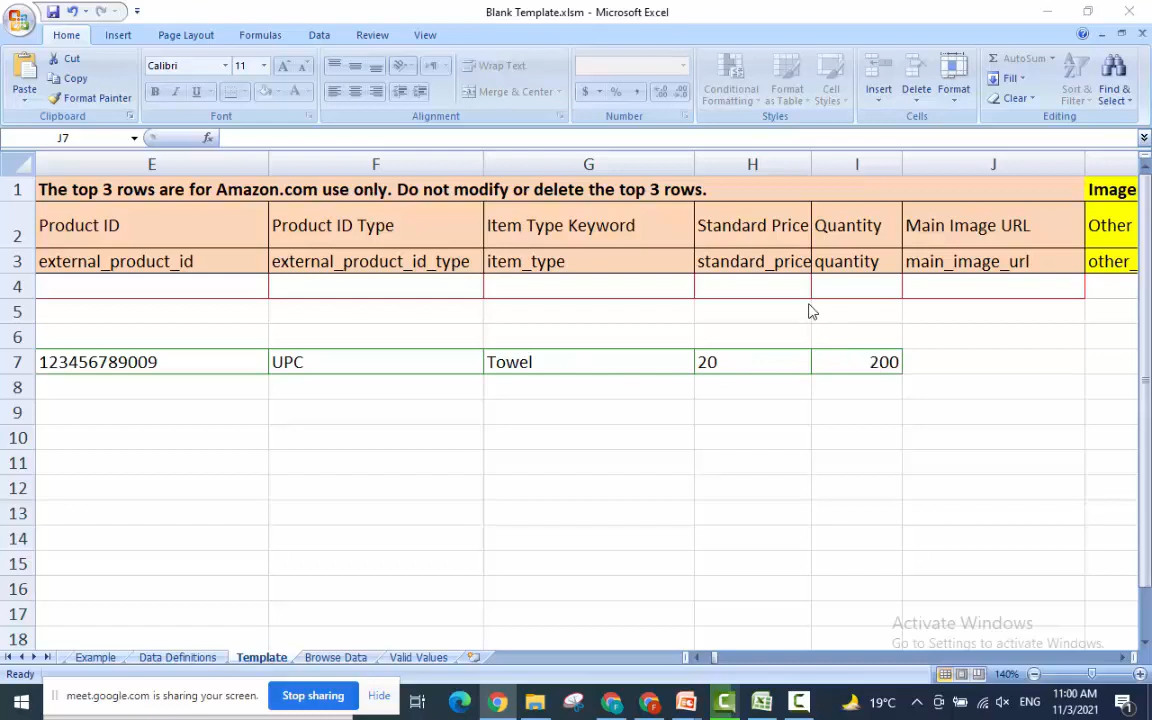 Blank Template.xlsm - Microsoft Excel
Home Insert Page Layout Formulas Data Review View
Paste
Cut
Copy
Format Painter
Clipboard
Calibri 11
B I U
Font
Wrap Text
Merge & Center
Alignment
$ % ,
Number
Conditional Formatting
Format as Table
Cell Styles
Styles
Insert
Delete
Format
Cells
AutoSum
Fill
Clear
Sort & Filter
Find & Select
Editing
J7 fx
E F G H I J
1 The top 3 rows are for Amazon.com use only. Do not modify or delete the top 3 rows. Image
2 Product ID Product ID Type Item Type Keyword Standard Price Quantity Main Image URL Other
3 external_product_id external_product_id_type item_type standard_price quantity main_image_url other_
4
5
6
7 123456789009 UPC Towel 20 200
8
9
10
11
12
13
14
15
16
17
18
Activate Windows
Go to Settings to activate Windows.
Example Data Definitions Template Browse Data Valid Values
Ready 140%
meet.google.com is sharing your screen. Stop sharing Hide
19°C ENG 11:00 AM
11/3/2021
1